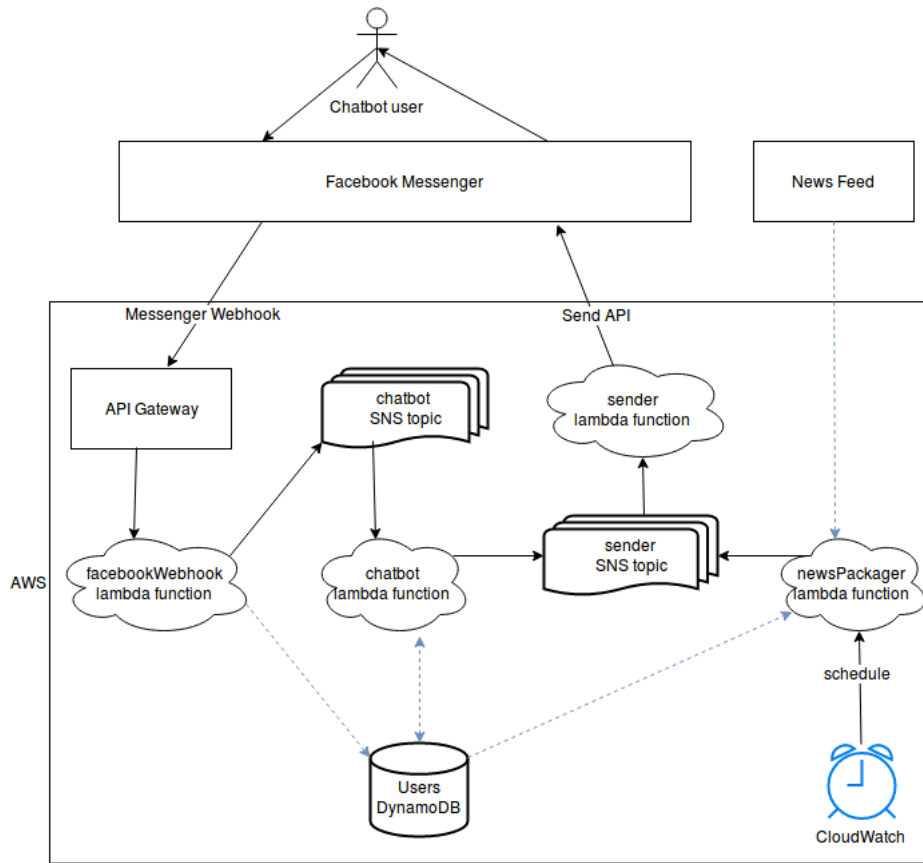 Chatbot user
Facebook Messenger
News Feed
Messenger Webhook
Send API
API Gateway
chatbot
SNS topic
sender
lambda function
facebookWebhook
lambda function
chatbot
lambda function
sender
SNS topic
newsPackager
lambda function
AWS
schedule
Users
DynamoDB
CloudWatch